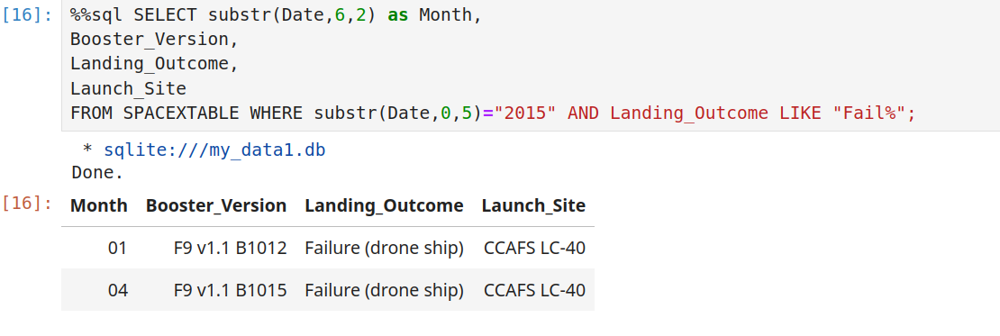 [16]: %%sql SELECT substr(Date,6,2) as Month,
Booster_Version,
Landing_Outcome,
Launch_Site
FROM SPACEXTABLE WHERE substr(Date,0,5)="2015" AND Landing_Outcome LIKE "Fail%";
* sqlite:///my_data1.db
Done.
[16]: Month Booster_Version Landing_Outcome Launch_Site
01 F9 v1.1 B1012 Failure (drone ship) CCAFS LC-40
04 F9 v1.1 B1015 Failure (drone ship) CCAFS LC-40